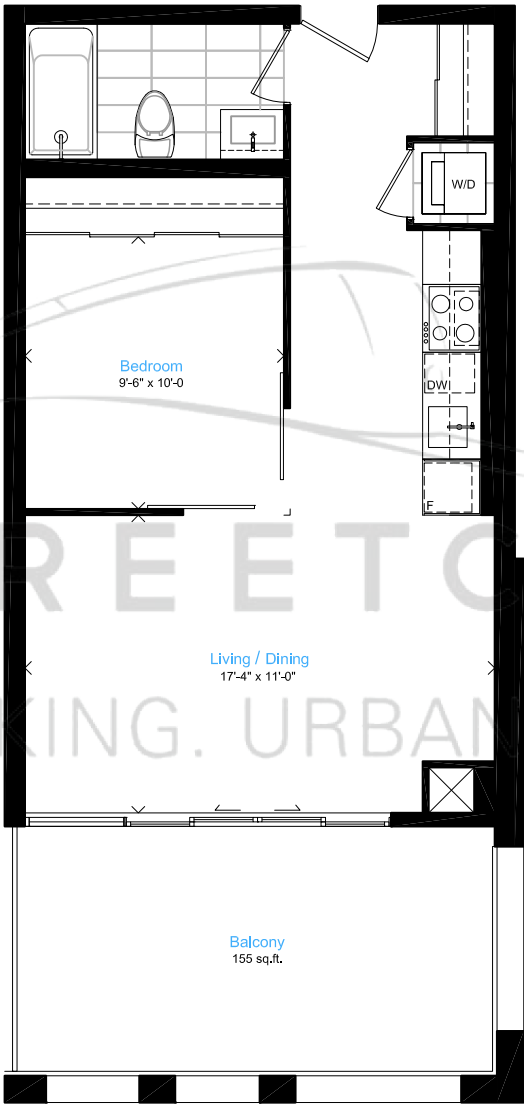 W/D
Bedroom
9'-6" x 10'-0
DW
F
REETC
Living / Dining
17'-4" x 11'-0"
KING. URBAN
Balcony
155 sq.ft.